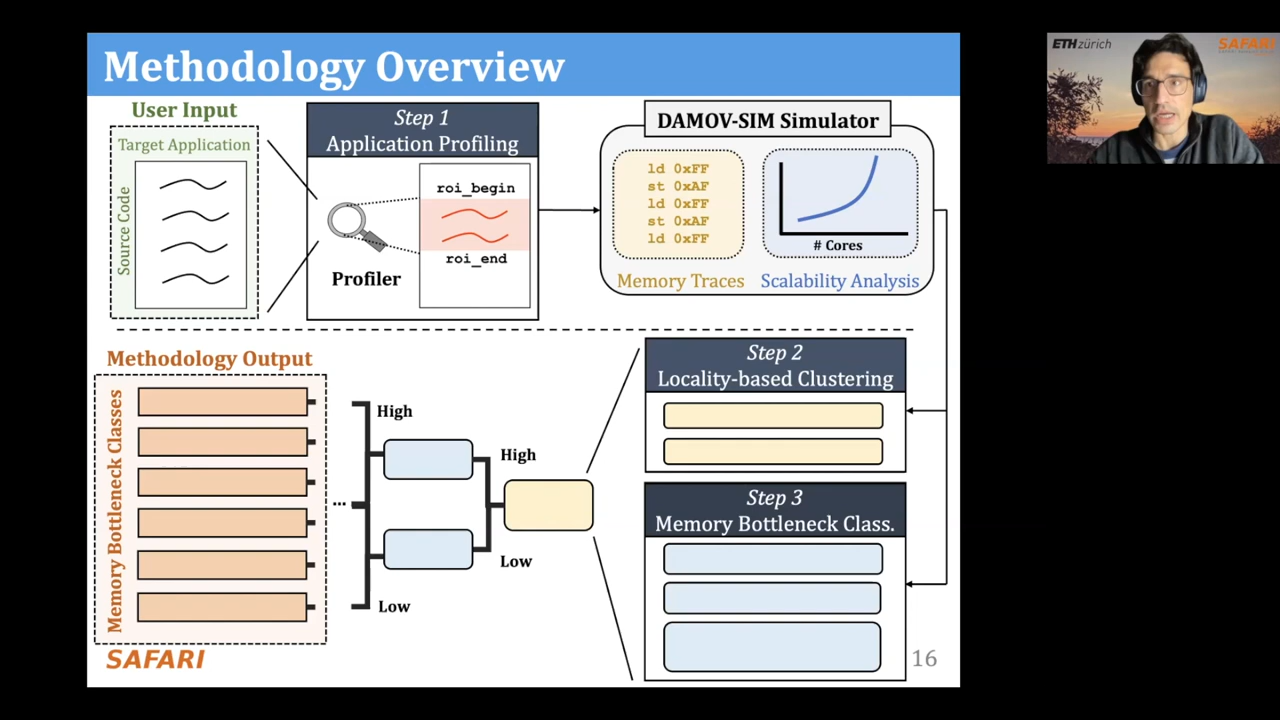 Methodology Overview
User Input
Target Application
Source Code
Step 1
Application Profiling
roi_begin
roi_end
Profiler
DAMOV-SIM Simulator
ld 0xFF
st 0xAF
ld 0xFF
st 0xAF
ld 0xFF
Memory Traces
# Cores
Scalability Analysis
Methodology Output
Memory Bottleneck Classes
...
High
Low
High
Low
Step 2
Locality-based Clustering
Step 3
Memory Bottleneck Class.
SAFARI
16
ETH zürich
SAFARI